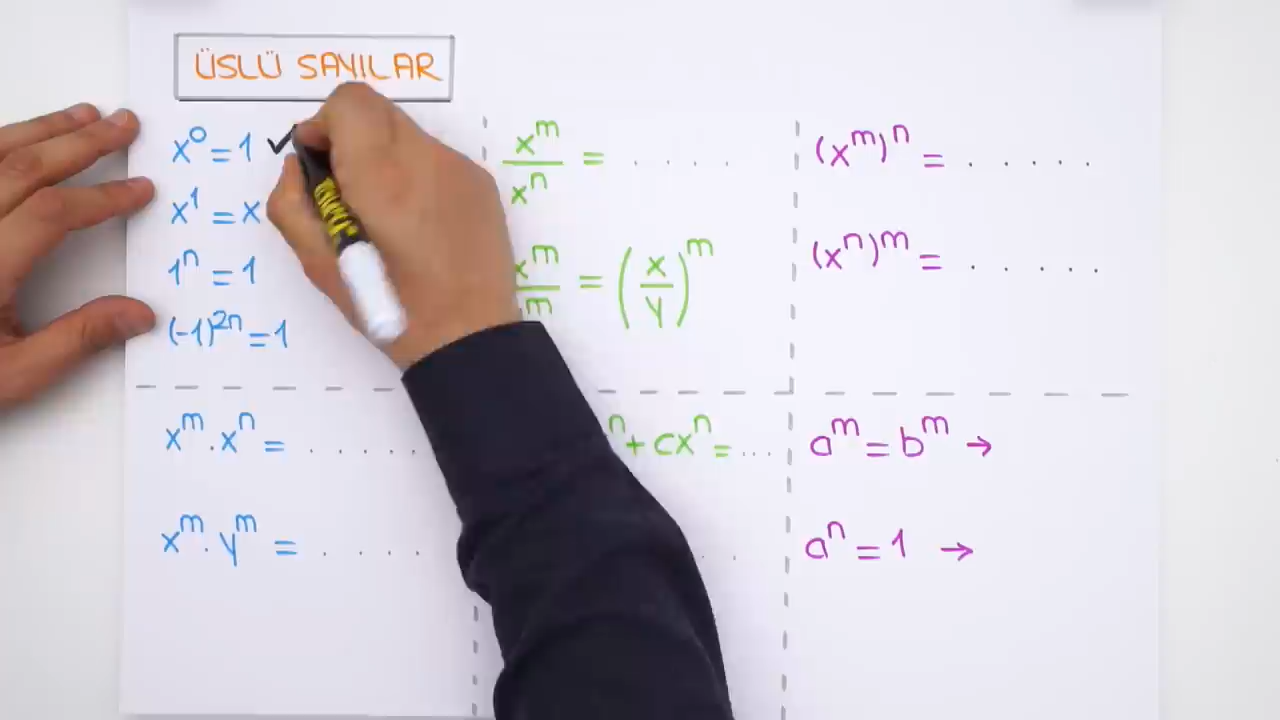 ÜSLÜ SAYILAR
x⁰ = 1 ✓
x¹ = x
1ⁿ = 1
(-1)²ⁿ = 1
xᵐ . xⁿ = . . . . .
xᵐ . yᵐ = . . . .
xᵐ/xⁿ = . . . .
xᵐ/ ᵐ = (x/y)ᵐ
ⁿ + cxⁿ = ...
(xᵐ)ⁿ = . . . . .
(xⁿ)ᵐ = . . . . .
aᵐ = bᵐ →
aⁿ = 1 →